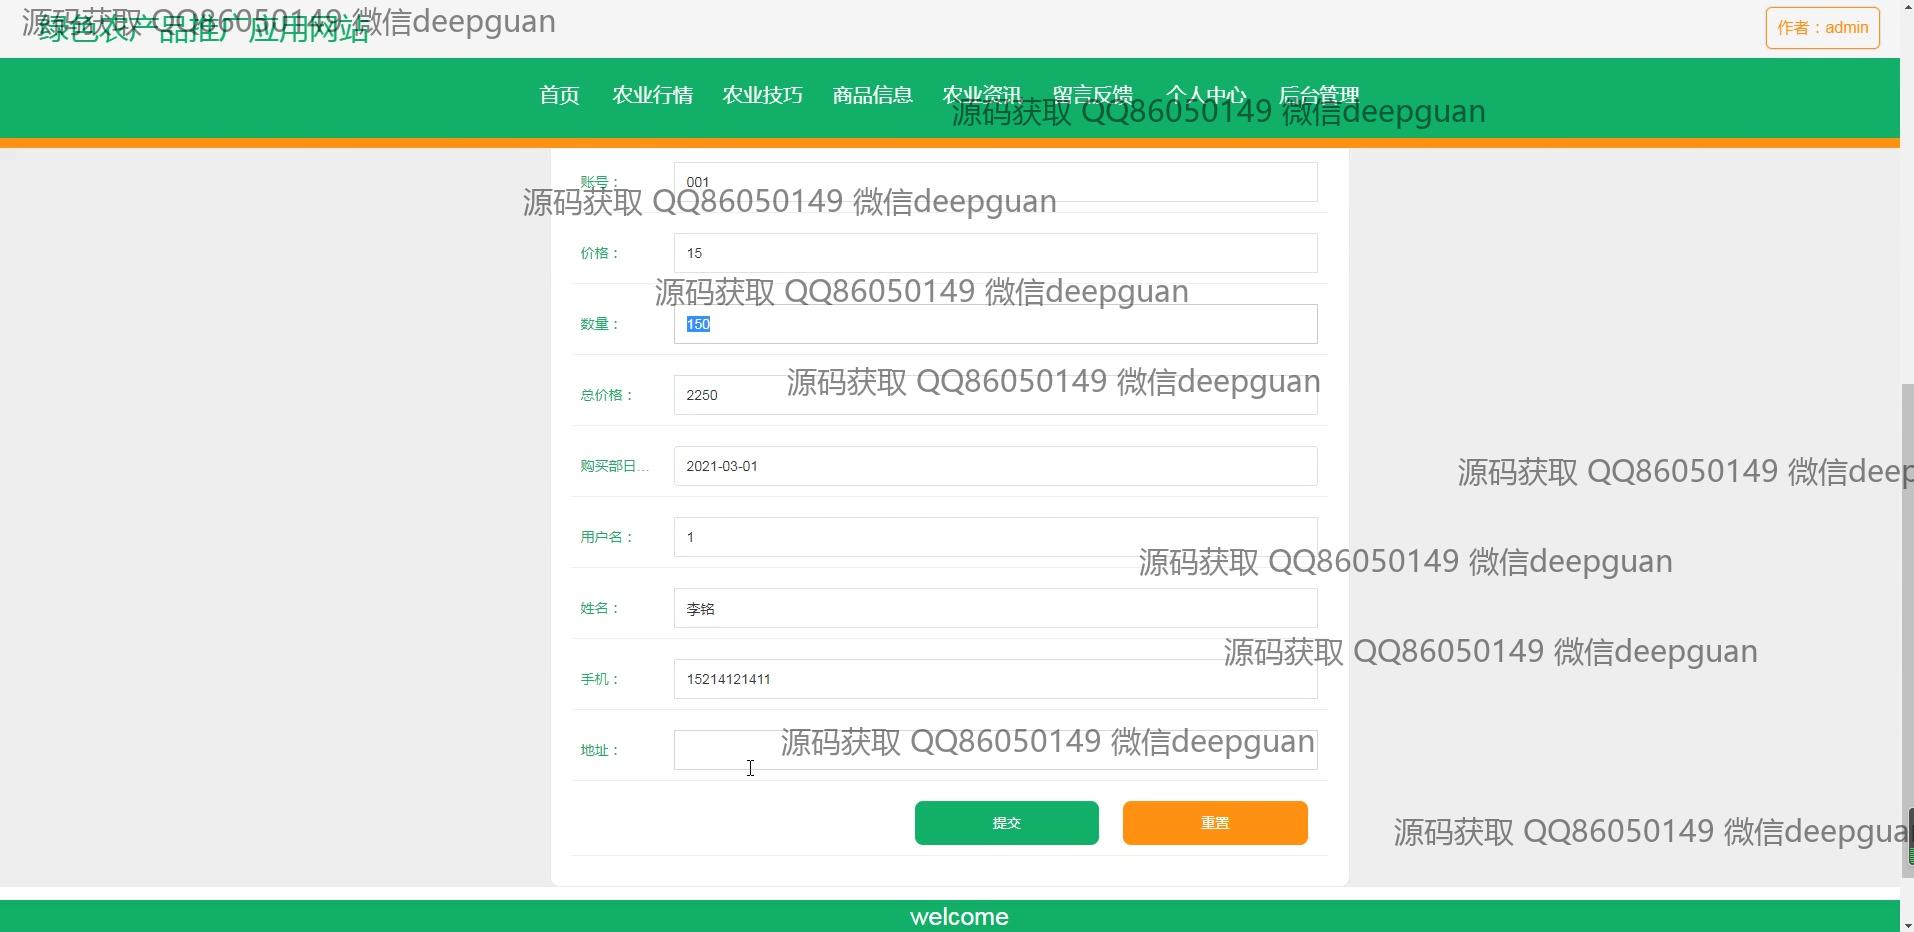 源码获取 QQ86050149 微信deepguan
绿色农产品推广应用网站
作者：admin
首页 农业行情 农业技巧 商品信息 农业资讯 留言反馈 个人中心 后台管理
源码获取 QQ86050149 微信deepguan
账号： 001
源码获取 QQ86050149 微信deepguan
价格： 15
源码获取 QQ86050149 微信deepguan
数量： 150
源码获取 QQ86050149 微信deepguan
总价格： 2250
购买部日... 2021-03-01
源码获取 QQ86050149 微信deep
用户名： 1
源码获取 QQ86050149 微信deepguan
姓名： 李铭
源码获取 QQ86050149 微信deepguan
手机： 15214121411
源码获取 QQ86050149 微信deepguan
地址：
提交 重置
源码获取 QQ86050149 微信deepgua
welcome